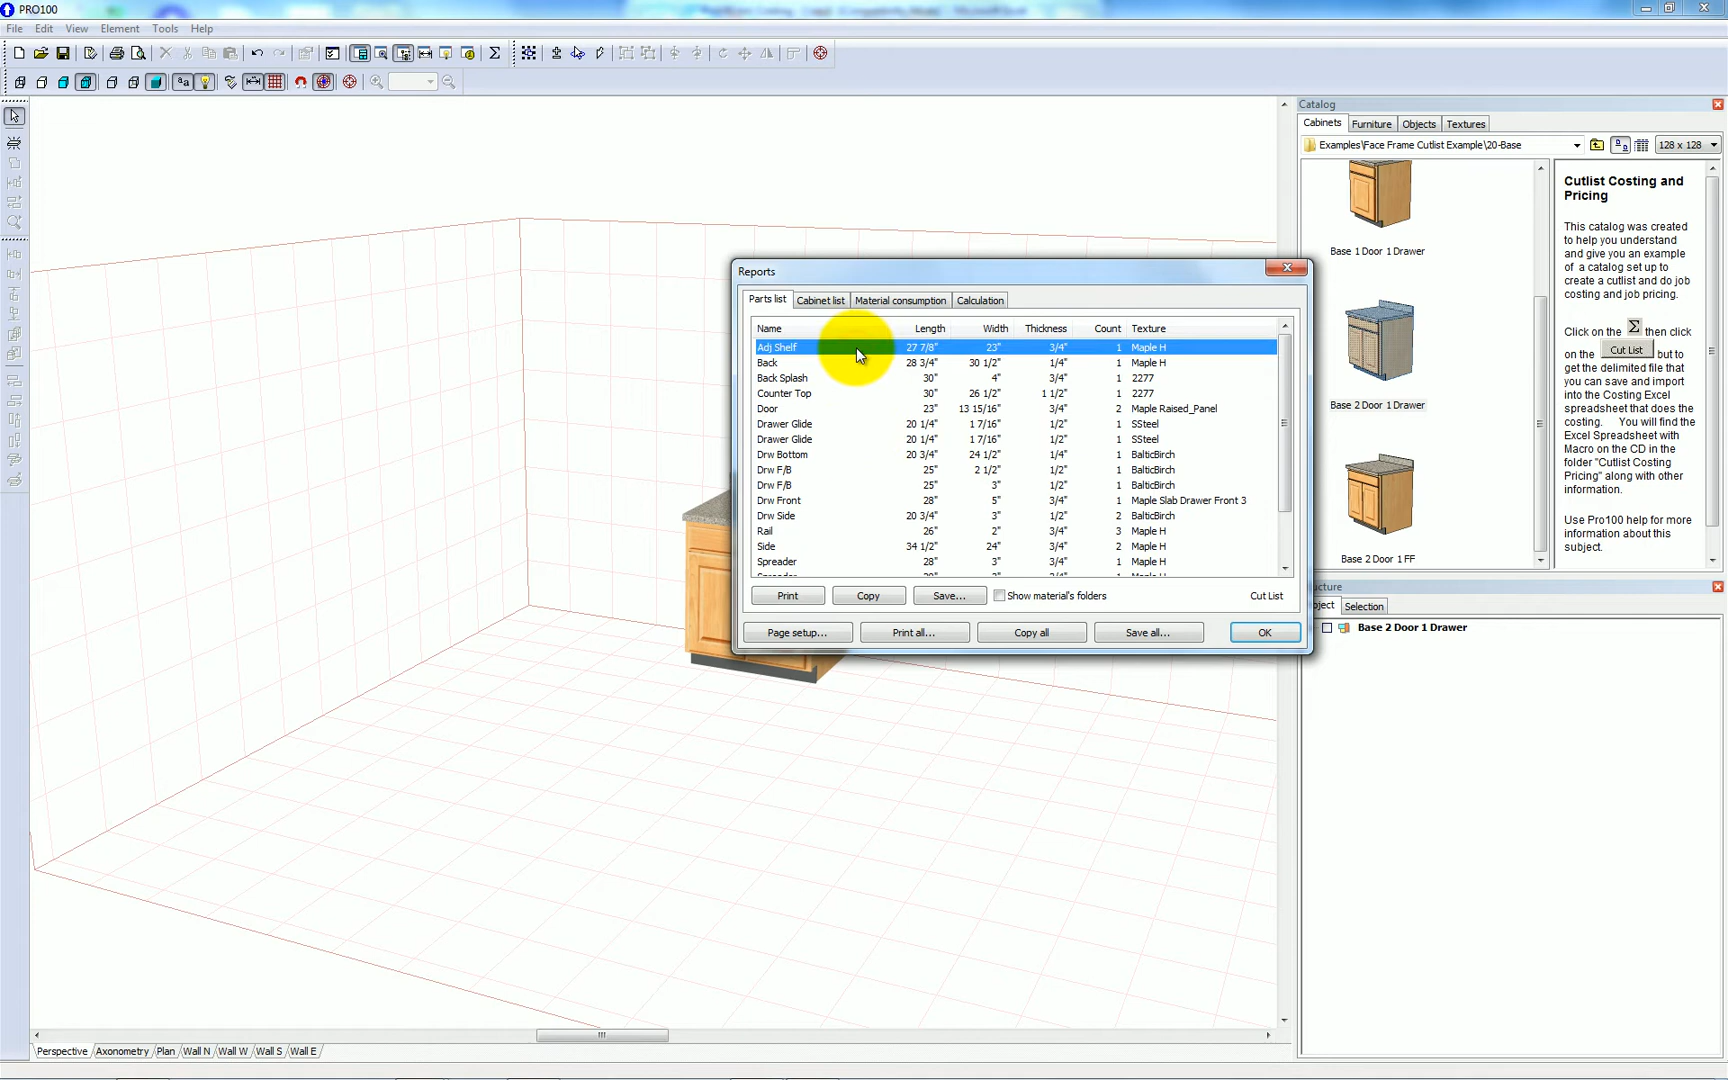 PRO100
File Edit View Element Tools Help
Catalog
Cabinets Furniture Objects Textures
Examples\Face Frame Cutlist Example\20-Base 128 x 128
Base 1 Door 1 Drawer
Base 2 Door 1 Drawer
Base 2 Door 1 FF
Cutlist Costing and
Pricing
This catalog was created
to help you understand
and give you an example
of a catalog set up to
create a cutlist and do job
costing and job pricing.
Click on the Σ then click
on the Cut List but to
get the delimited file that
you can save and import
into the Costing Excel
spreadsheet that does the
costing. You will find the
Excel Spreadsheet with
Macro on the CD in the
folder "Cutlist Costing
Pricing" along with other
information.
Use Pro100 help for more
information about this
subject.
Reports
Parts list Cabinet list Material consumption Calculation
Name Length Width Thickness Count Texture
Adj Shelf 27 7/8" 23" 3/4" 1 Maple H
Back 28 3/4" 30 1/2" 1/4" 1 Maple H
Back Splash 30" 4" 3/4" 1 2277
Counter Top 30" 26 1/2" 1 1/2" 1 2277
Door 23" 13 15/16" 3/4" 2 Maple Raised_Panel
Drawer Glide 20 1/4" 1 7/16" 1/2" 1 SSteel
Drawer Glide 20 1/4" 1 7/16" 1/2" 1 SSteel
Drw Bottom 20 3/4" 24 1/2" 1/4" 1 BalticBirch
Drw F/B 25" 2 1/2" 1/2" 1 BalticBirch
Drw F/B 25" 3" 1/2" 1 BalticBirch
Drw Front 28" 5" 3/4" 1 Maple Slab Drawer Front 3
Drw Side 20 3/4" 3" 1/2" 2 BalticBirch
Rail 26" 2" 3/4" 3 Maple H
Side 34 1/2" 24" 3/4" 2 Maple H
Spreader 28" 3" 3/4" 1 Maple H
Print Copy Save... Show material's folders Cut List
Page setup... Print all... Copy all Save all... OK
ucture
ject Selection
Base 2 Door 1 Drawer
Perspective Axonometry Plan Wall N Wall W Wall S Wall E